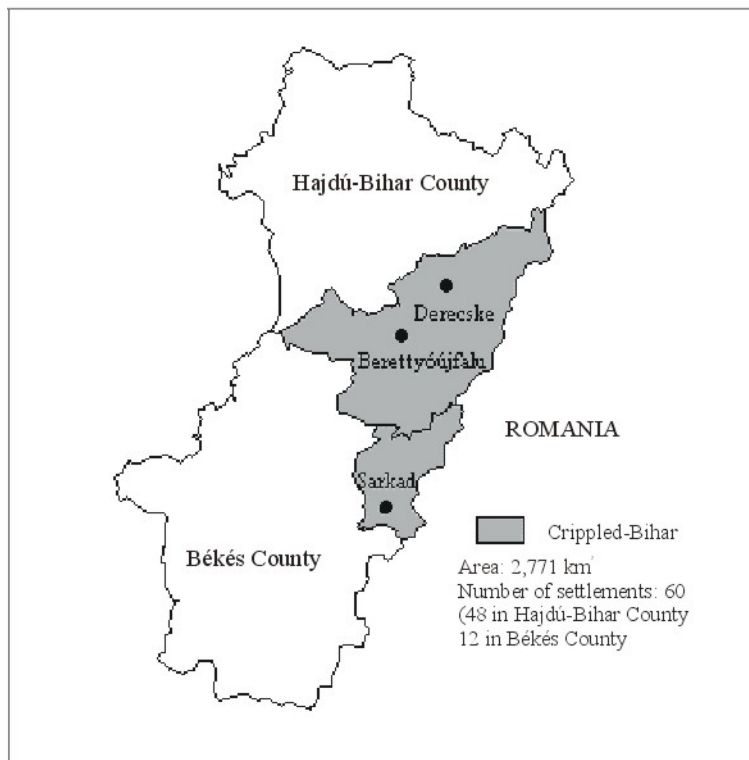 Hajdú-Bihar County
Derecske
Berettyóújfalu
ROMANIA
Sarkad
Békés County
Crippled-Bihar
Area: 2,771 km²
Number of settlements: 60
(48 in Hajdú-Bihar County
12 in Békés County